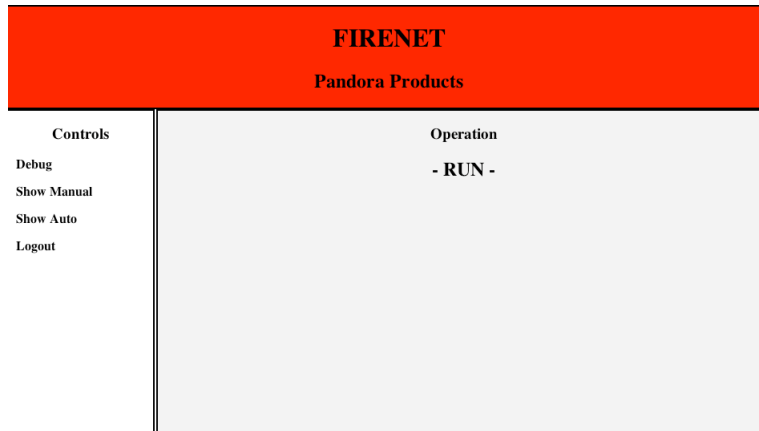 FIRENET
Pandora Products
Controls
Debug
Show Manual
Show Auto
Logout
Operation
- RUN -